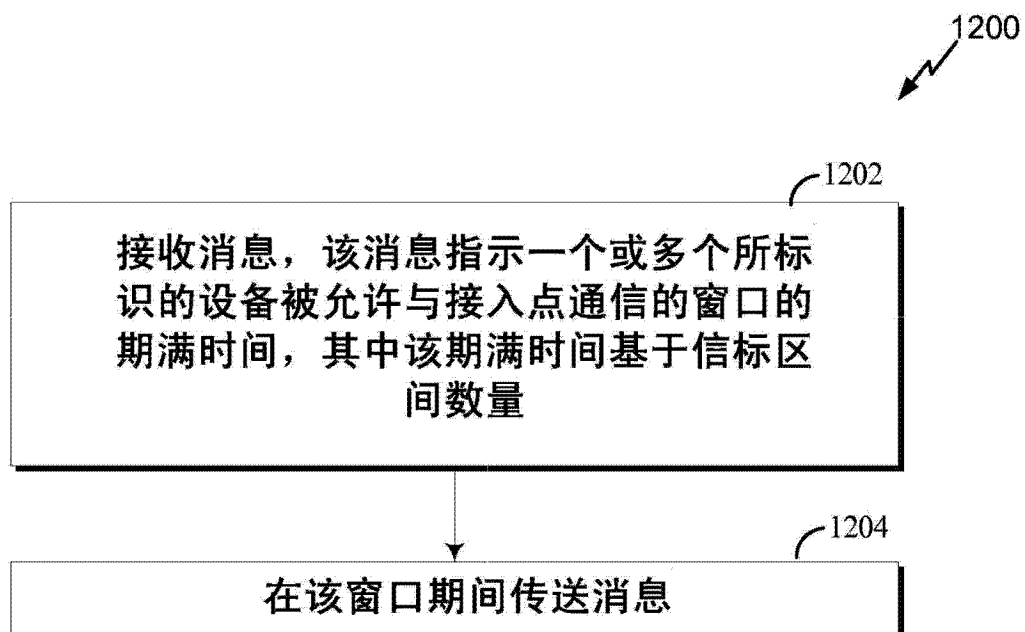 1200
1202
接收消息，该消息指示一个或多个所标
识的设备被允许与接入点通信的窗口的
期满时间，其中该期满时间基于信标区
间数量
1204
在该窗口期间传送消息